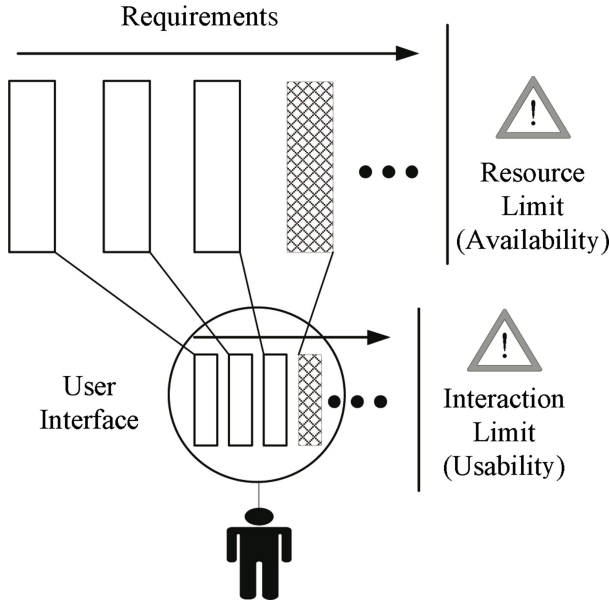 Requirements
!
Resource
Limit
(Availability)
User
Interface
!
Interaction
Limit
(Usability)